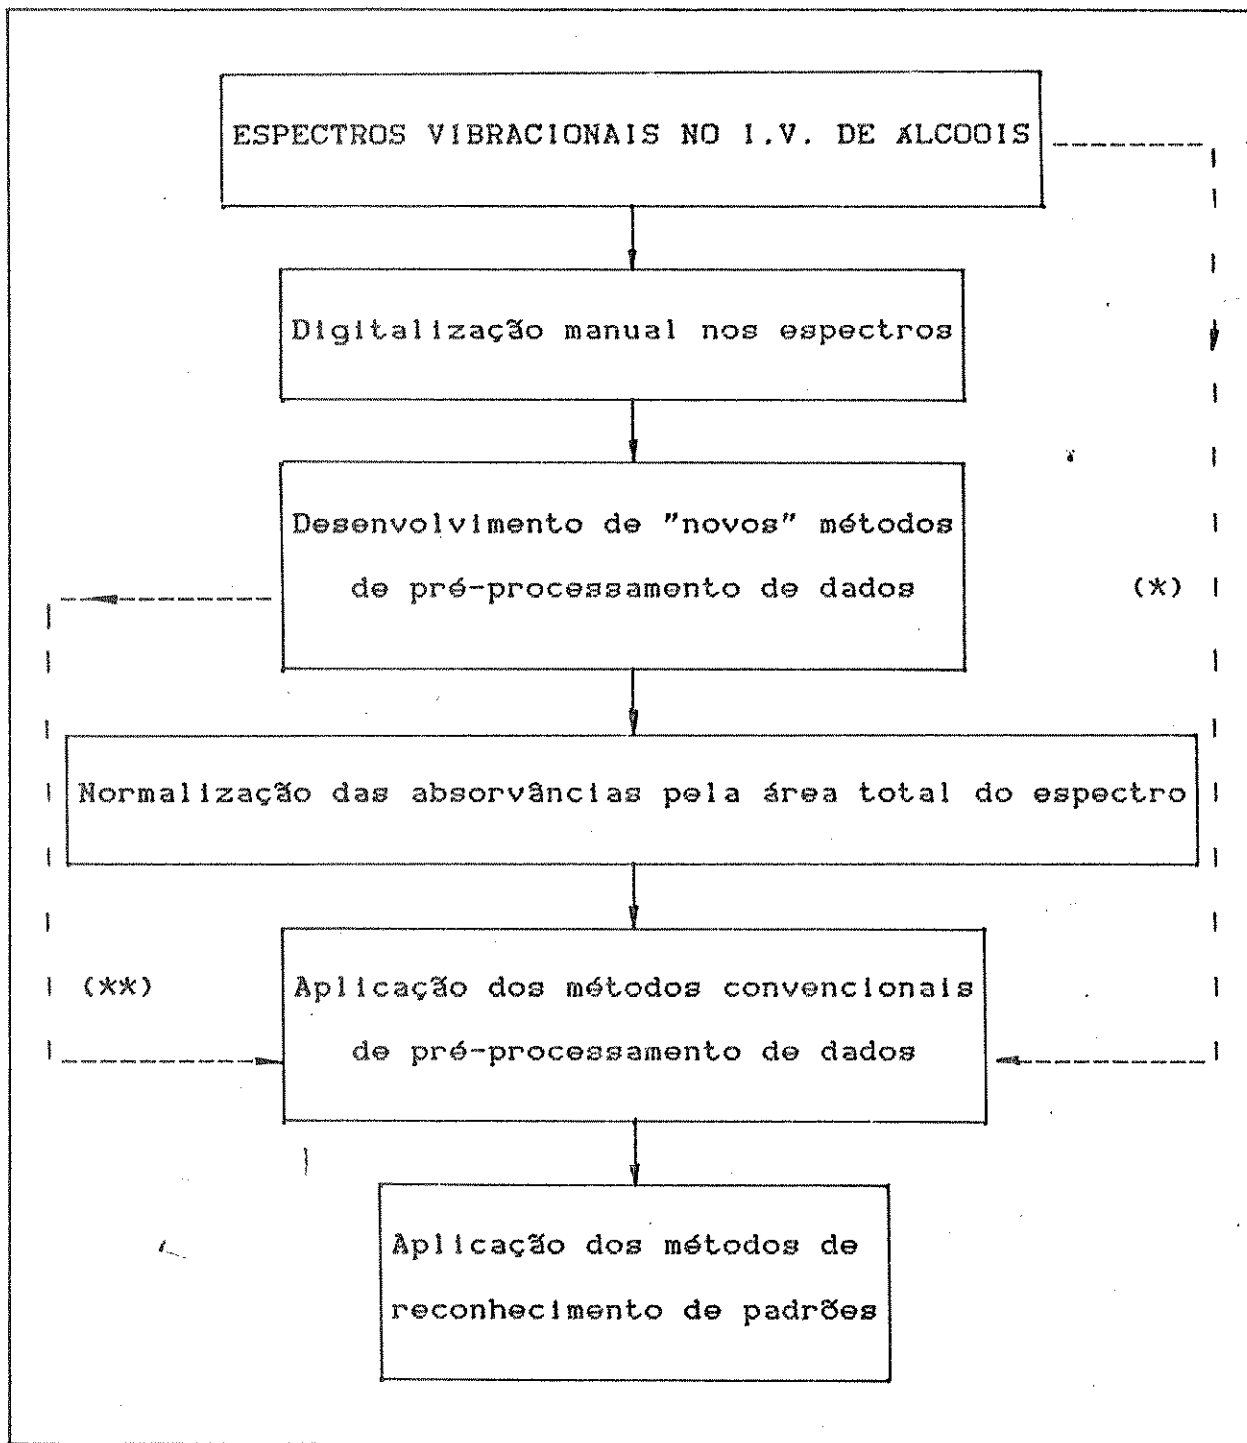 ESPECTROS VIBRACIONAIS NO I.V. DE ÁLCOOIS
Digitalização manual nos espectros
Desenvolvimento de "novos" métodos
de pré-processamento de dados
(*)
Normalização das absorvâncias pela área total do espectro
(**)
Aplicação dos métodos convencionais
de pré-processamento de dados
Aplicação dos métodos de
reconhecimento de padrões